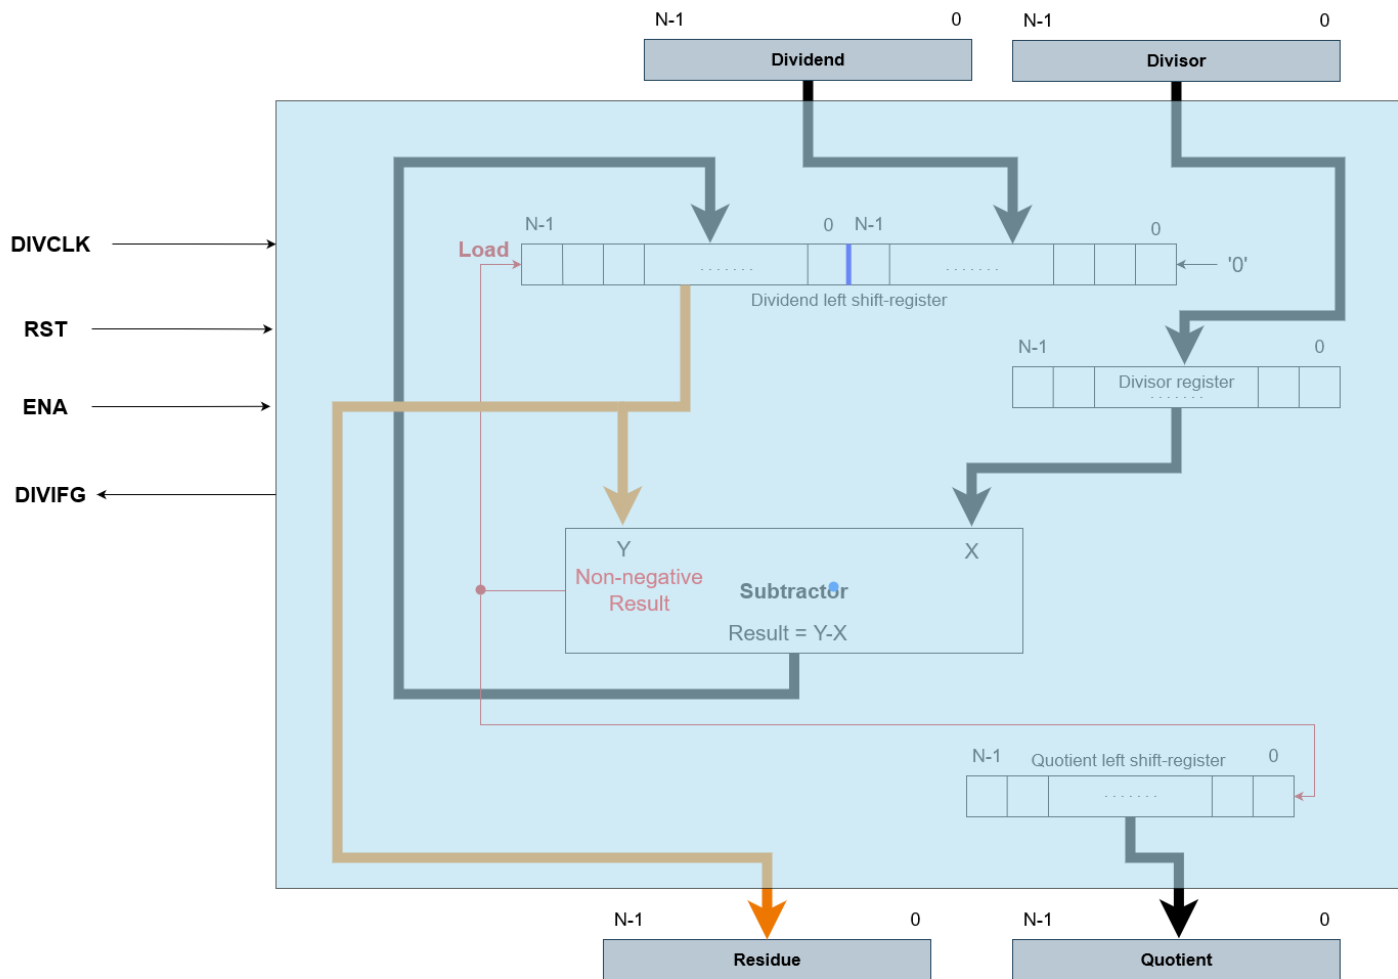 N-1 0 N-1 0
Dividend Divisor
N-1 0 N-1 0
DIVCLK Load
....... ....... '0'
Dividend left shift-register
RST
N-1 0
Divisor register
.......
ENA
DIVIFG
Y X
Non-negative
Result
Subtractor
Result = Y-X
N-1 Quotient left shift-register 0
.......
N-1 0 N-1 0
Residue Quotient